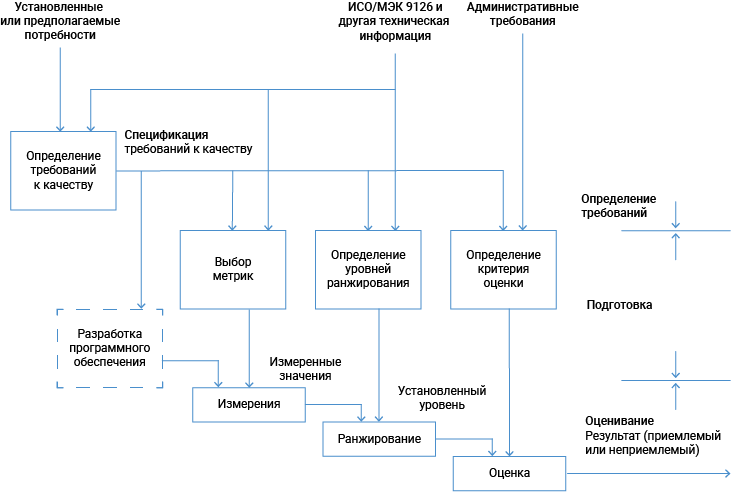 Установленные
или предполагаемые
потребности
ИСО/МЭК 9126 и
другая техническая
информация
Административные
требования
Спецификация
требований к качеству
Определение
требований
к качеству
Определение
требований
Выбор
метрик
Определение
уровней
ранжирования
Определение
критерия
оценки
Подготовка
Разработка
программного
обеспечения
Измеренные
значения
Измерения
Установленный
уровень
Ранжирование
Оценивание
Результат (приемлемый
или неприемлемый)
Оценка